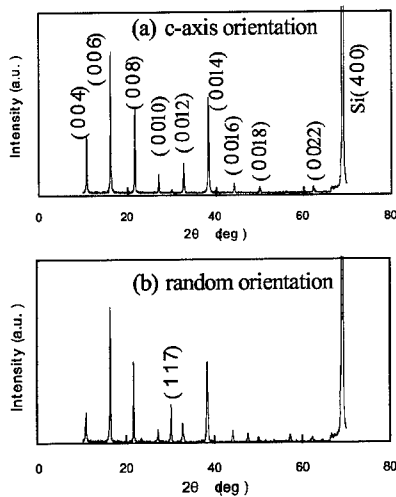 (a) c-axis orientation
Intensity (a.u.)
(004)
(006)
(008)
(0010)
(0012)
(0014)
(0016)
(0018)
(0022)
Si(400)
0 20 40 60 80
2θ (deg)
(b) random orientation
Intensity (a.u.)
(117)
0 20 40 60 80
2θ (deg)